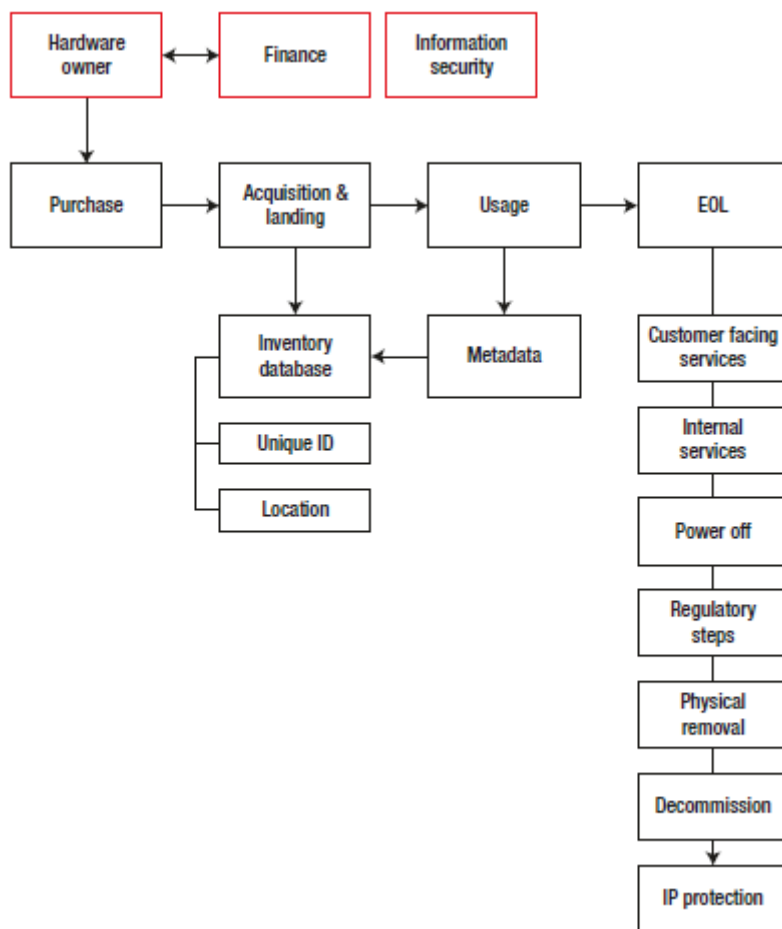 Hardware
owner
Finance
Information
security
Purchase
Acquisition &
landing
Usage
EOL
Inventory
database
Metadata
Customer facing
services
Unique ID
Internal
services
Location
Power off
Regulatory
steps
Physical
removal
Decommission
IP protection